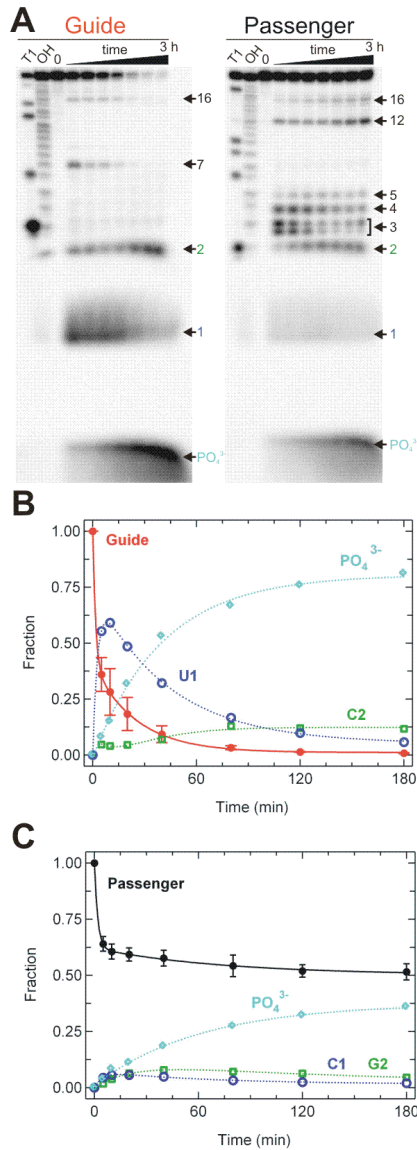 A
Guide
Passenger
T1
OH
0
time
3 h
T1
OH
0
time
3 h
16
7
2
1
PO₄³⁻
16
12
5
4
3
2
1
PO₄³⁻
B
1.00
0.75
0.50
0.25
0.00
Fraction
Guide
PO₄³⁻
U1
C2
0
60
120
180
Time (min)
C
1.00
0.75
0.50
0.25
0.00
Fraction
Passenger
PO₄³⁻
C1
G2
0
60
120
180
Time (min)